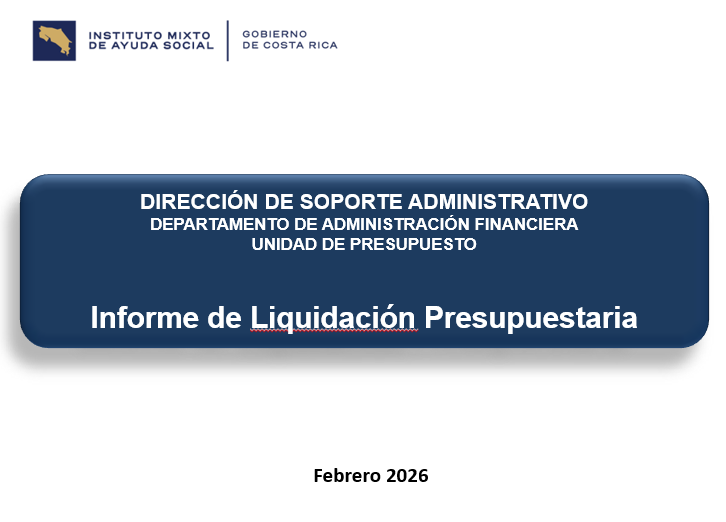 INSTITUTO MIXTO
DE AYUDA SOCIAL
GOBIERNO
DE COSTA RICA
DIRECCIÓN DE SOPORTE ADMINISTRATIVO
DEPARTAMENTO DE ADMINISTRACIÓN FINANCIERA
UNIDAD DE PRESUPUESTO
Informe de Liquidación Presupuestaria
Febrero 2026